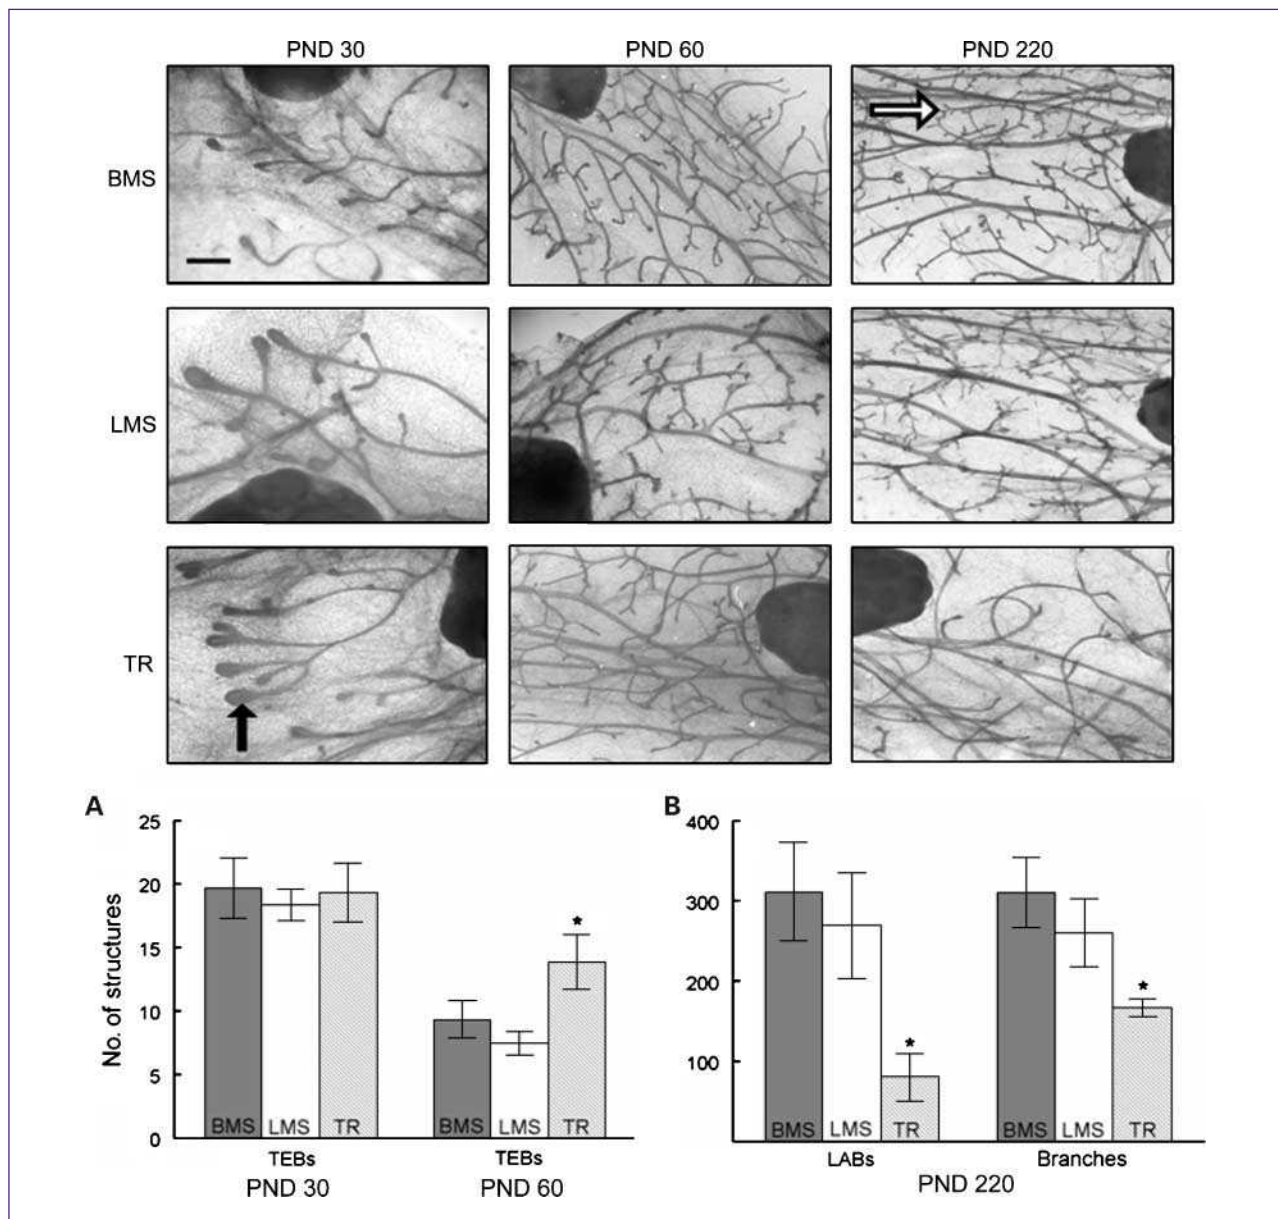 PND 30 PND 60 PND 220
BMS
LMS
TR
A
No. of structures
25
20
15
10
5
0
BMS LMS TR BMS LMS TR
TEBs TEBs
PND 30 PND 60
*
B
400
300
200
100
BMS LMS TR BMS LMS TR
LABs Branches
PND 220
*
*